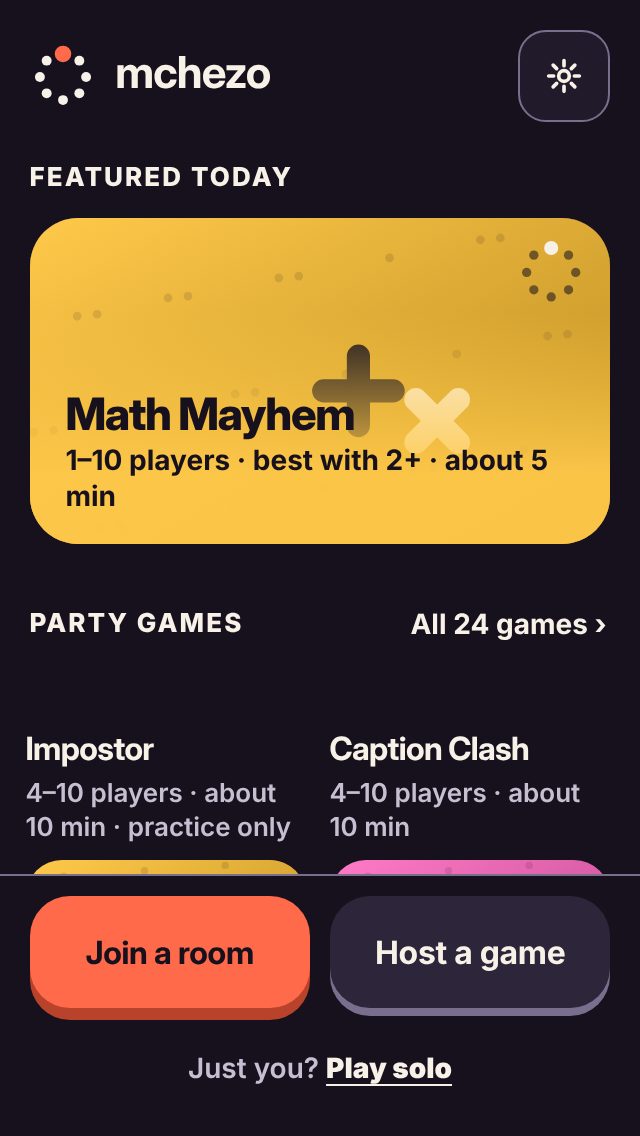 mchezo
FEATURED TODAY
Math Mayhem
1–10 players · best with 2+ · about 5
min
PARTY GAMES
All 24 games ›
Impostor
4–10 players · about
10 min · practice only
Caption Clash
4–10 players · about
10 min
Join a room
Host a game
Just you? Play solo